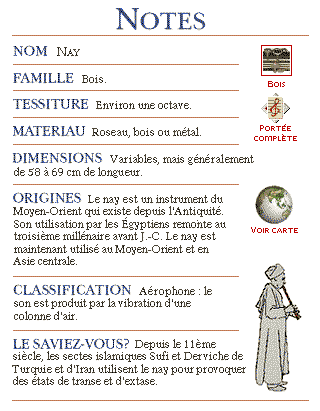 NOTES
NOM NAY
BOIS
FAMILLE Bois.
TESSITURE Environ une octave.
PORTÉE
COMPLÈTE
MATERIAU Roseau, bois ou métal.
DIMENSIONS Variables, mais généralement
de 58 à 69 cm de longueur.
ORIGINES Le nay est un instrument du
Moyen-Orient qui existe depuis l'Antiquité.
Son utilisation par les Égyptiens remonte au
troisième millénaire avant J.-C. Le nay est
maintenant utilisé au Moyen-Orient et en
Asie centrale.
VOIR CARTE
CLASSIFICATION Aérophone : le
son est produit par la vibration d'une
colonne d'air.
LE SAVIEZ-VOUS? Depuis le 11ème
siècle, les sectes islamiques Sufi et Derviche de
Turquie et d'Iran utilisent le nay pour provoquer
des états de transe et d'extase.